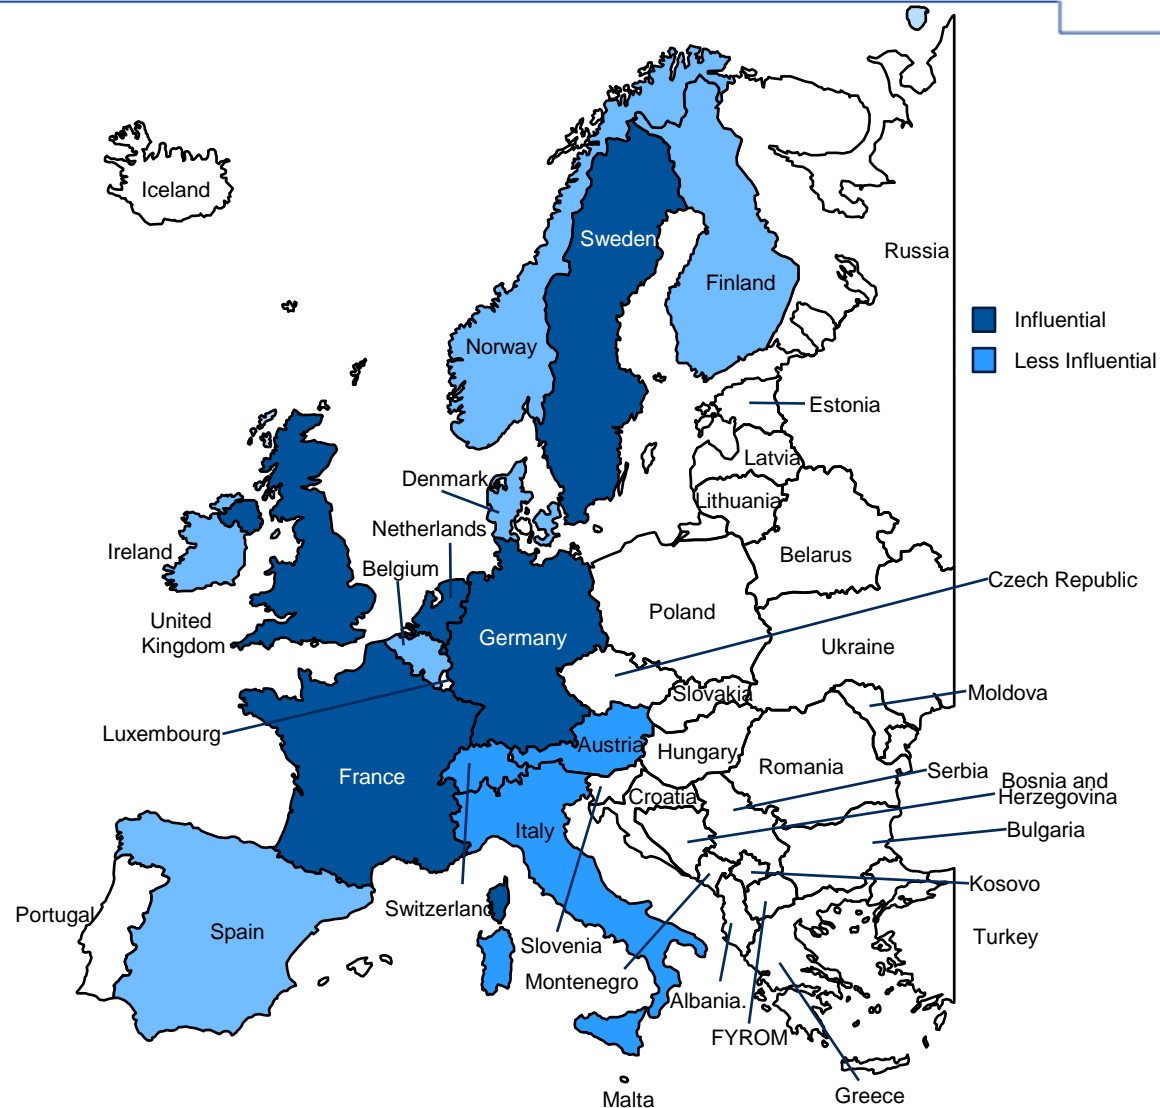 Iceland
Sweden
Russia
Finland
Influential
Norway
Less Influential
Estonia
Latvia
Denmark
Lithuania
Netherlands
Ireland
Belarus
Belgium
Czech Republic
Poland
United
Kingdom
Germany
Ukraine
Slovakia
Moldova
Luxembourg
Austria
Hungary
France
Romania
Serbia
Bosnia and
Herzegovina
Croatia
Italy
Bulgaria
Kosovo
Switzerland
Portugal
Spain
Slovenia
Turkey
Montenegro
Albania.
FYROM
Greece
Malta